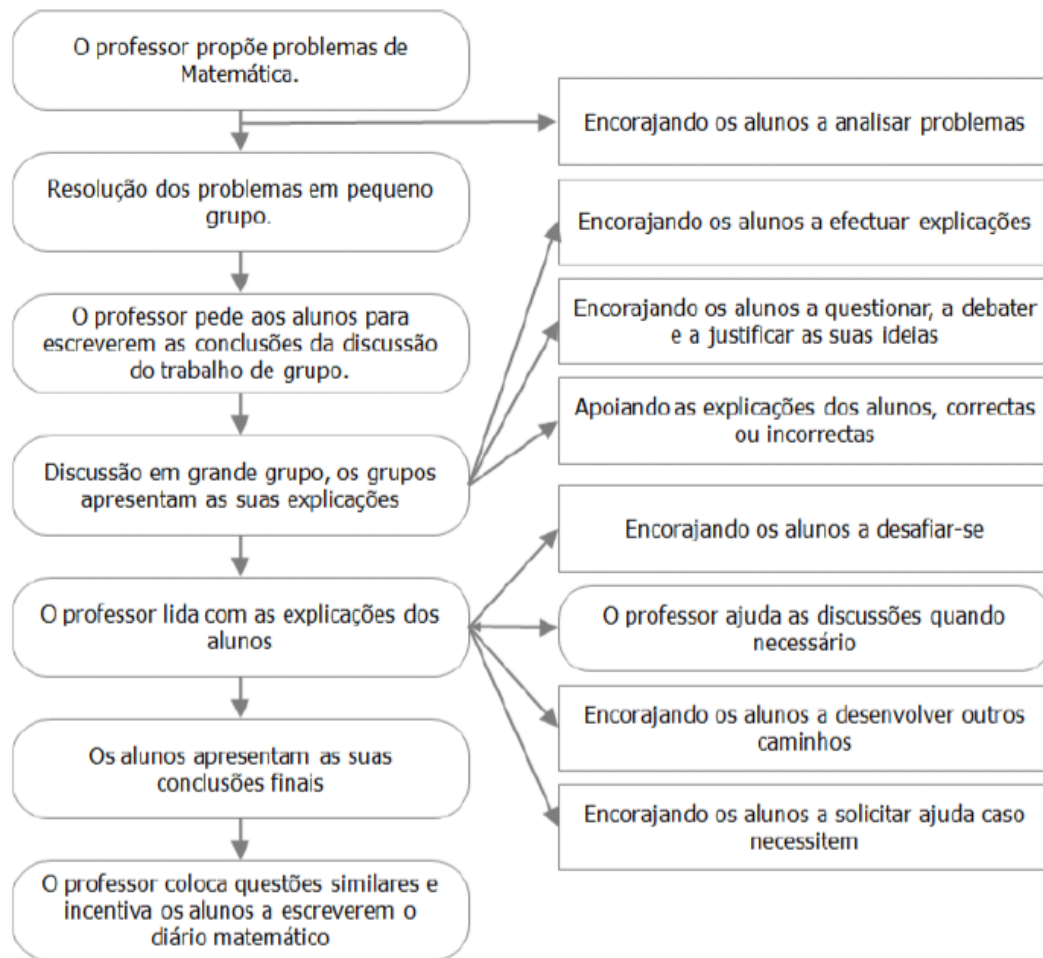 O professor propõe problemas de
Matemática.
Encorajando os alunos a analisar problemas
Resolução dos problemas em pequeno
grupo.
Encorajando os alunos a efectuar explicações
O professor pede aos alunos para
escreverem as conclusões da discussão
do trabalho de grupo.
Encorajando os alunos a questionar, a debater
e a justificar as suas ideias
Apoiando as explicações dos alunos, correctas
ou incorrectas
Discussão em grande grupo, os grupos
apresentam as suas explicações
Encorajando os alunos a desafiar-se
O professor lida com as explicações dos
alunos
O professor ajuda as discussões quando
necessário
Encorajando os alunos a desenvolver outros
caminhos
Os alunos apresentam as suas
conclusões finais
Encorajando os alunos a solicitar ajuda caso
necessitem
O professor coloca questões similares e
incentiva os alunos a escreverem o
diário matemático